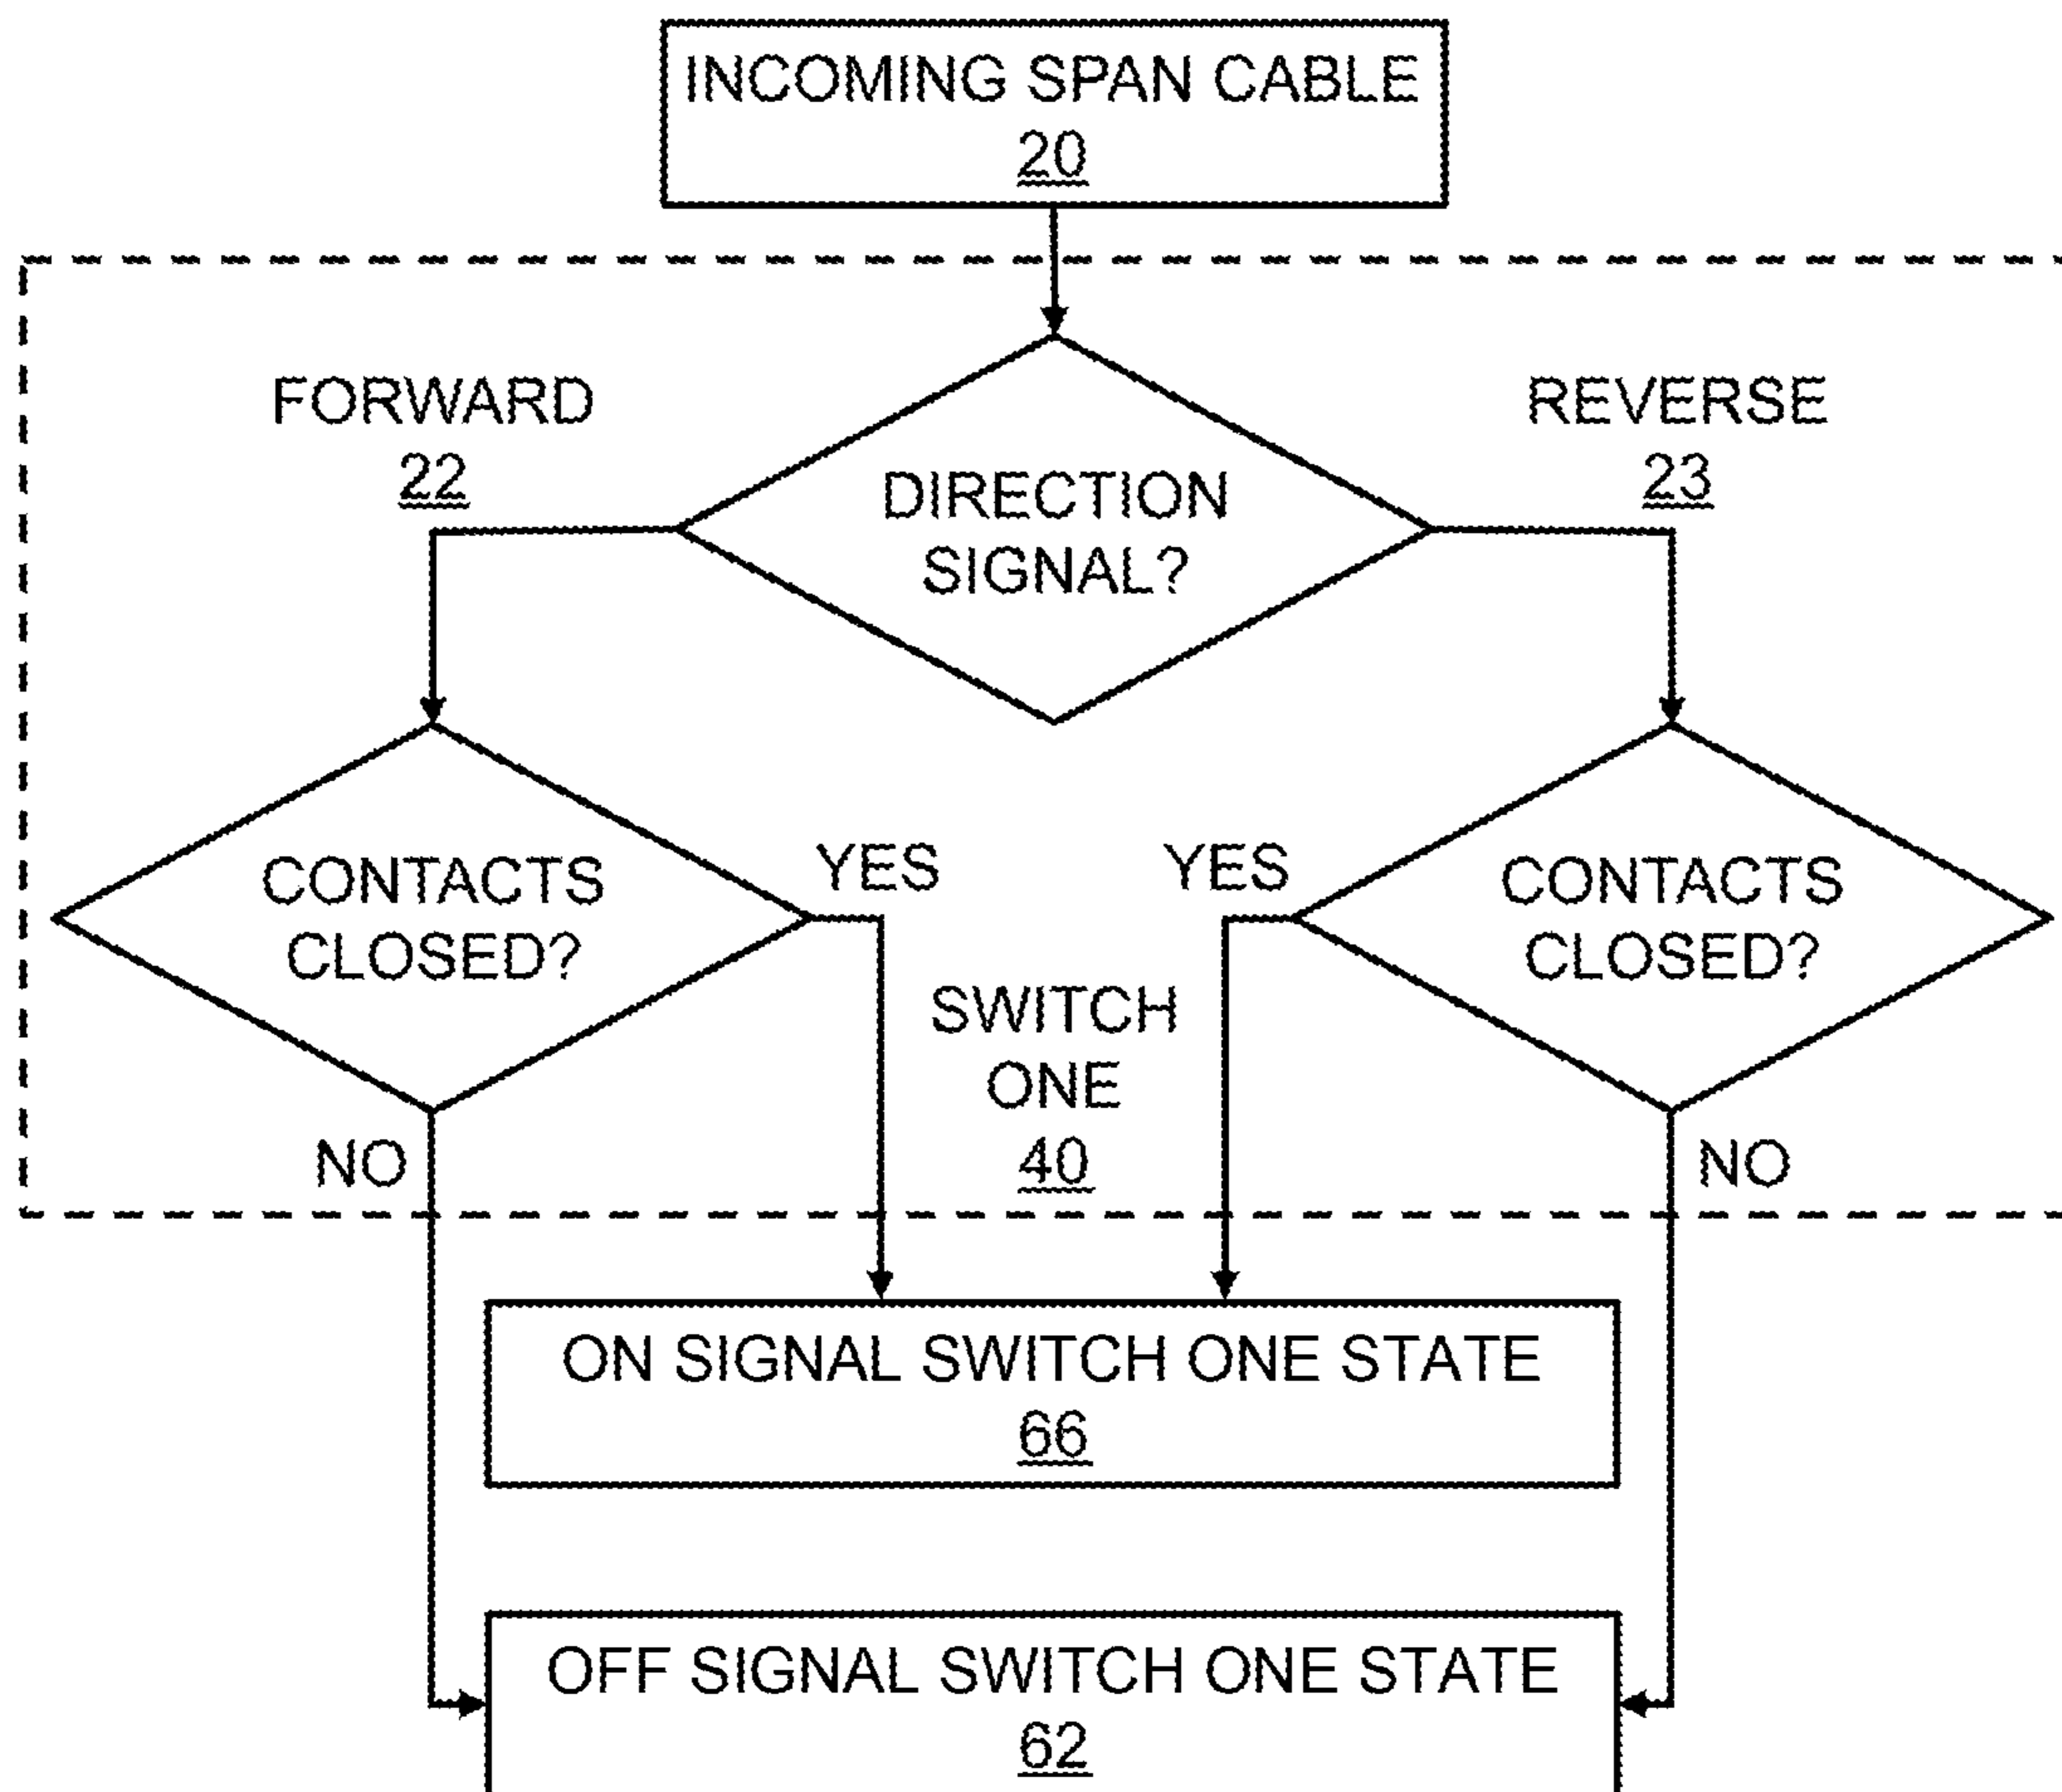 INCOMING SPAN CABLE
20
FORWARD
22
REVERSE
23
DIRECTION
SIGNAL?
CONTACTS
CLOSED?
YES
YES
CONTACTS
CLOSED?
SWITCH
ONE
40
NO
NO
ON SIGNAL SWITCH ONE STATE
66
OFF SIGNAL SWITCH ONE STATE
62